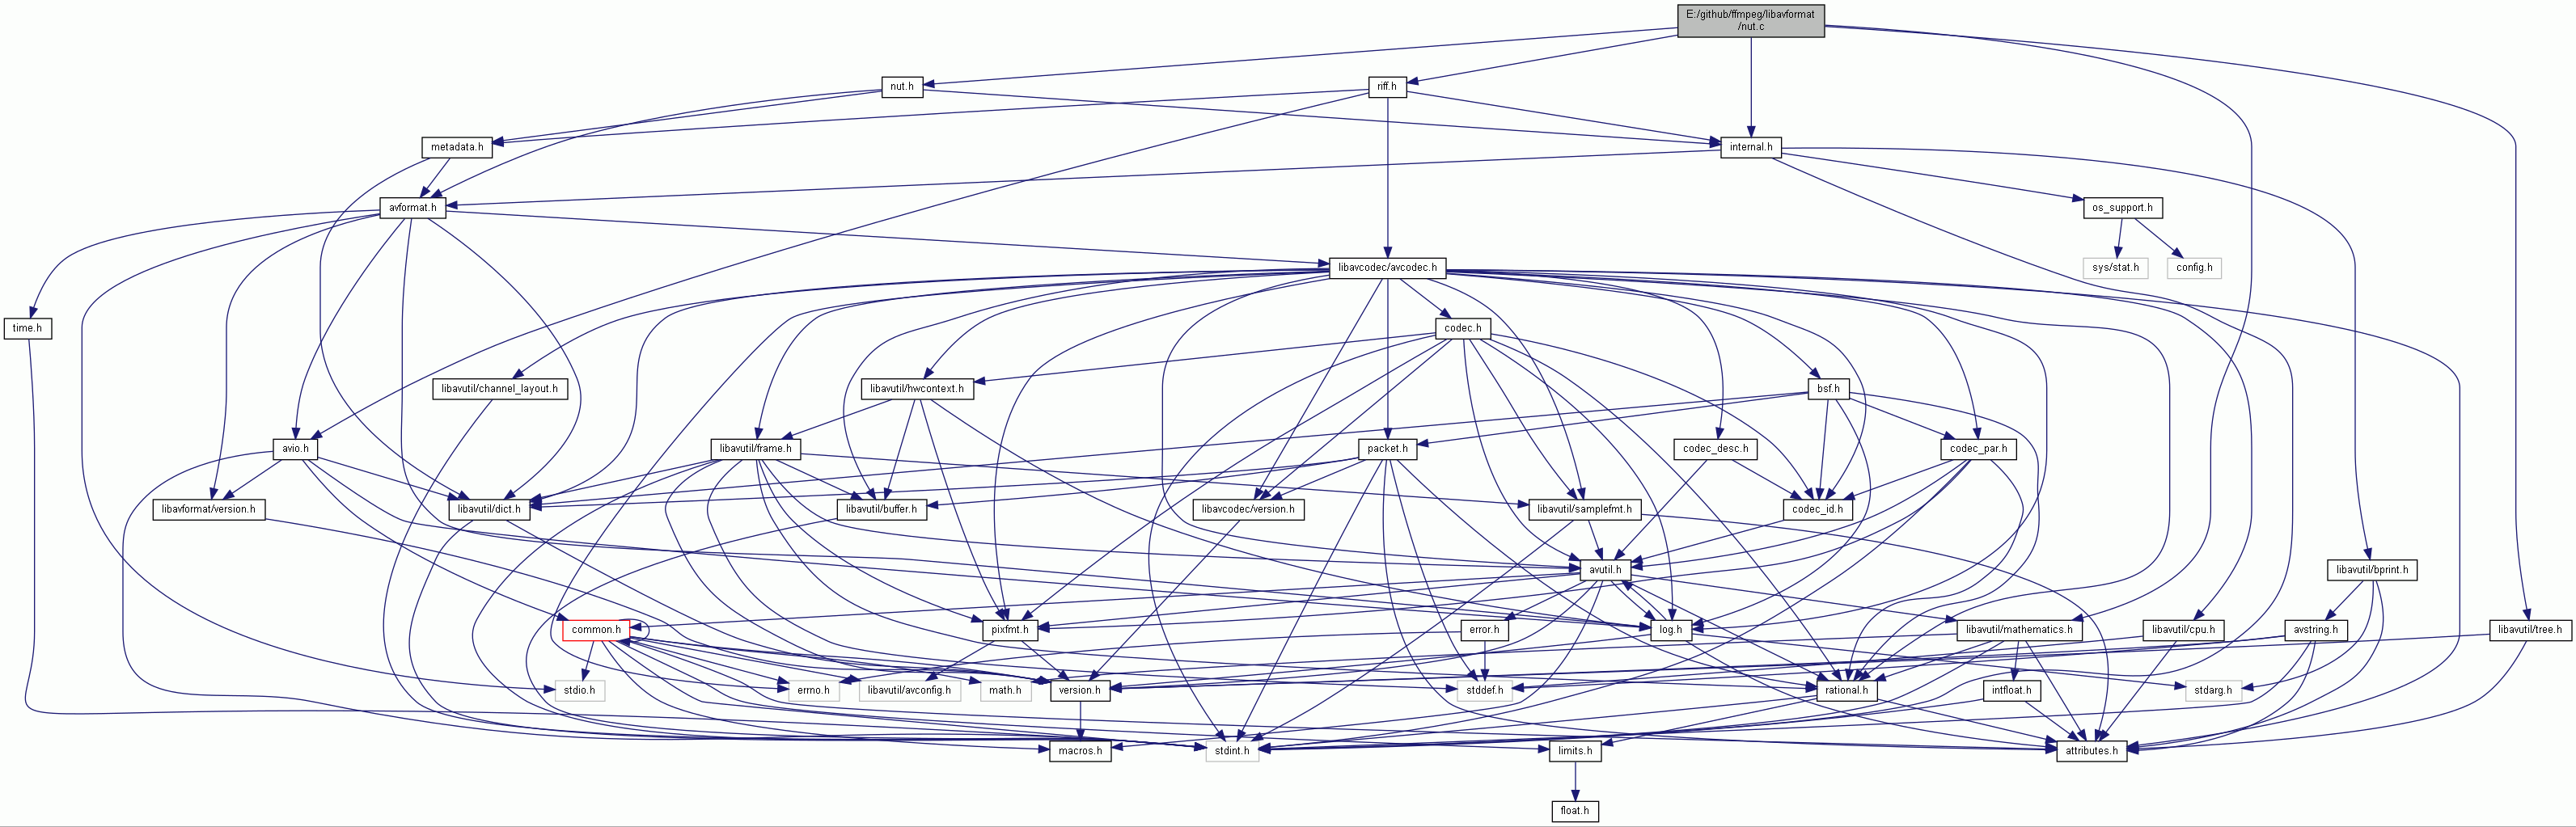 E:/github/ffmpeg/libavformat
/nut.c
nut.h
riff.h
metadata.h
internal.h
avformat.h
os_support.h
libavcodec/avcodec.h
sys/stat.h
config.h
time.h
codec.h
libavutil/channel_layout.h
libavutil/hwcontext.h
bsf.h
avio.h
libavutil/frame.h
packet.h
codec_desc.h
codec_par.h
libavformat/version.h
libavutil/dict.h
libavutil/buffer.h
libavcodec/version.h
libavutil/samplefmt.h
codec_id.h
avutil.h
libavutil/bprint.h
common.h
pixfmt.h
error.h
log.h
libavutil/mathematics.h
libavutil/cpu.h
avstring.h
libavutil/tree.h
stdio.h
errno.h
libavutil/avconfig.h
math.h
version.h
stddef.h
rational.h
intfloat.h
stdarg.h
macros.h
stdint.h
limits.h
attributes.h
float.h